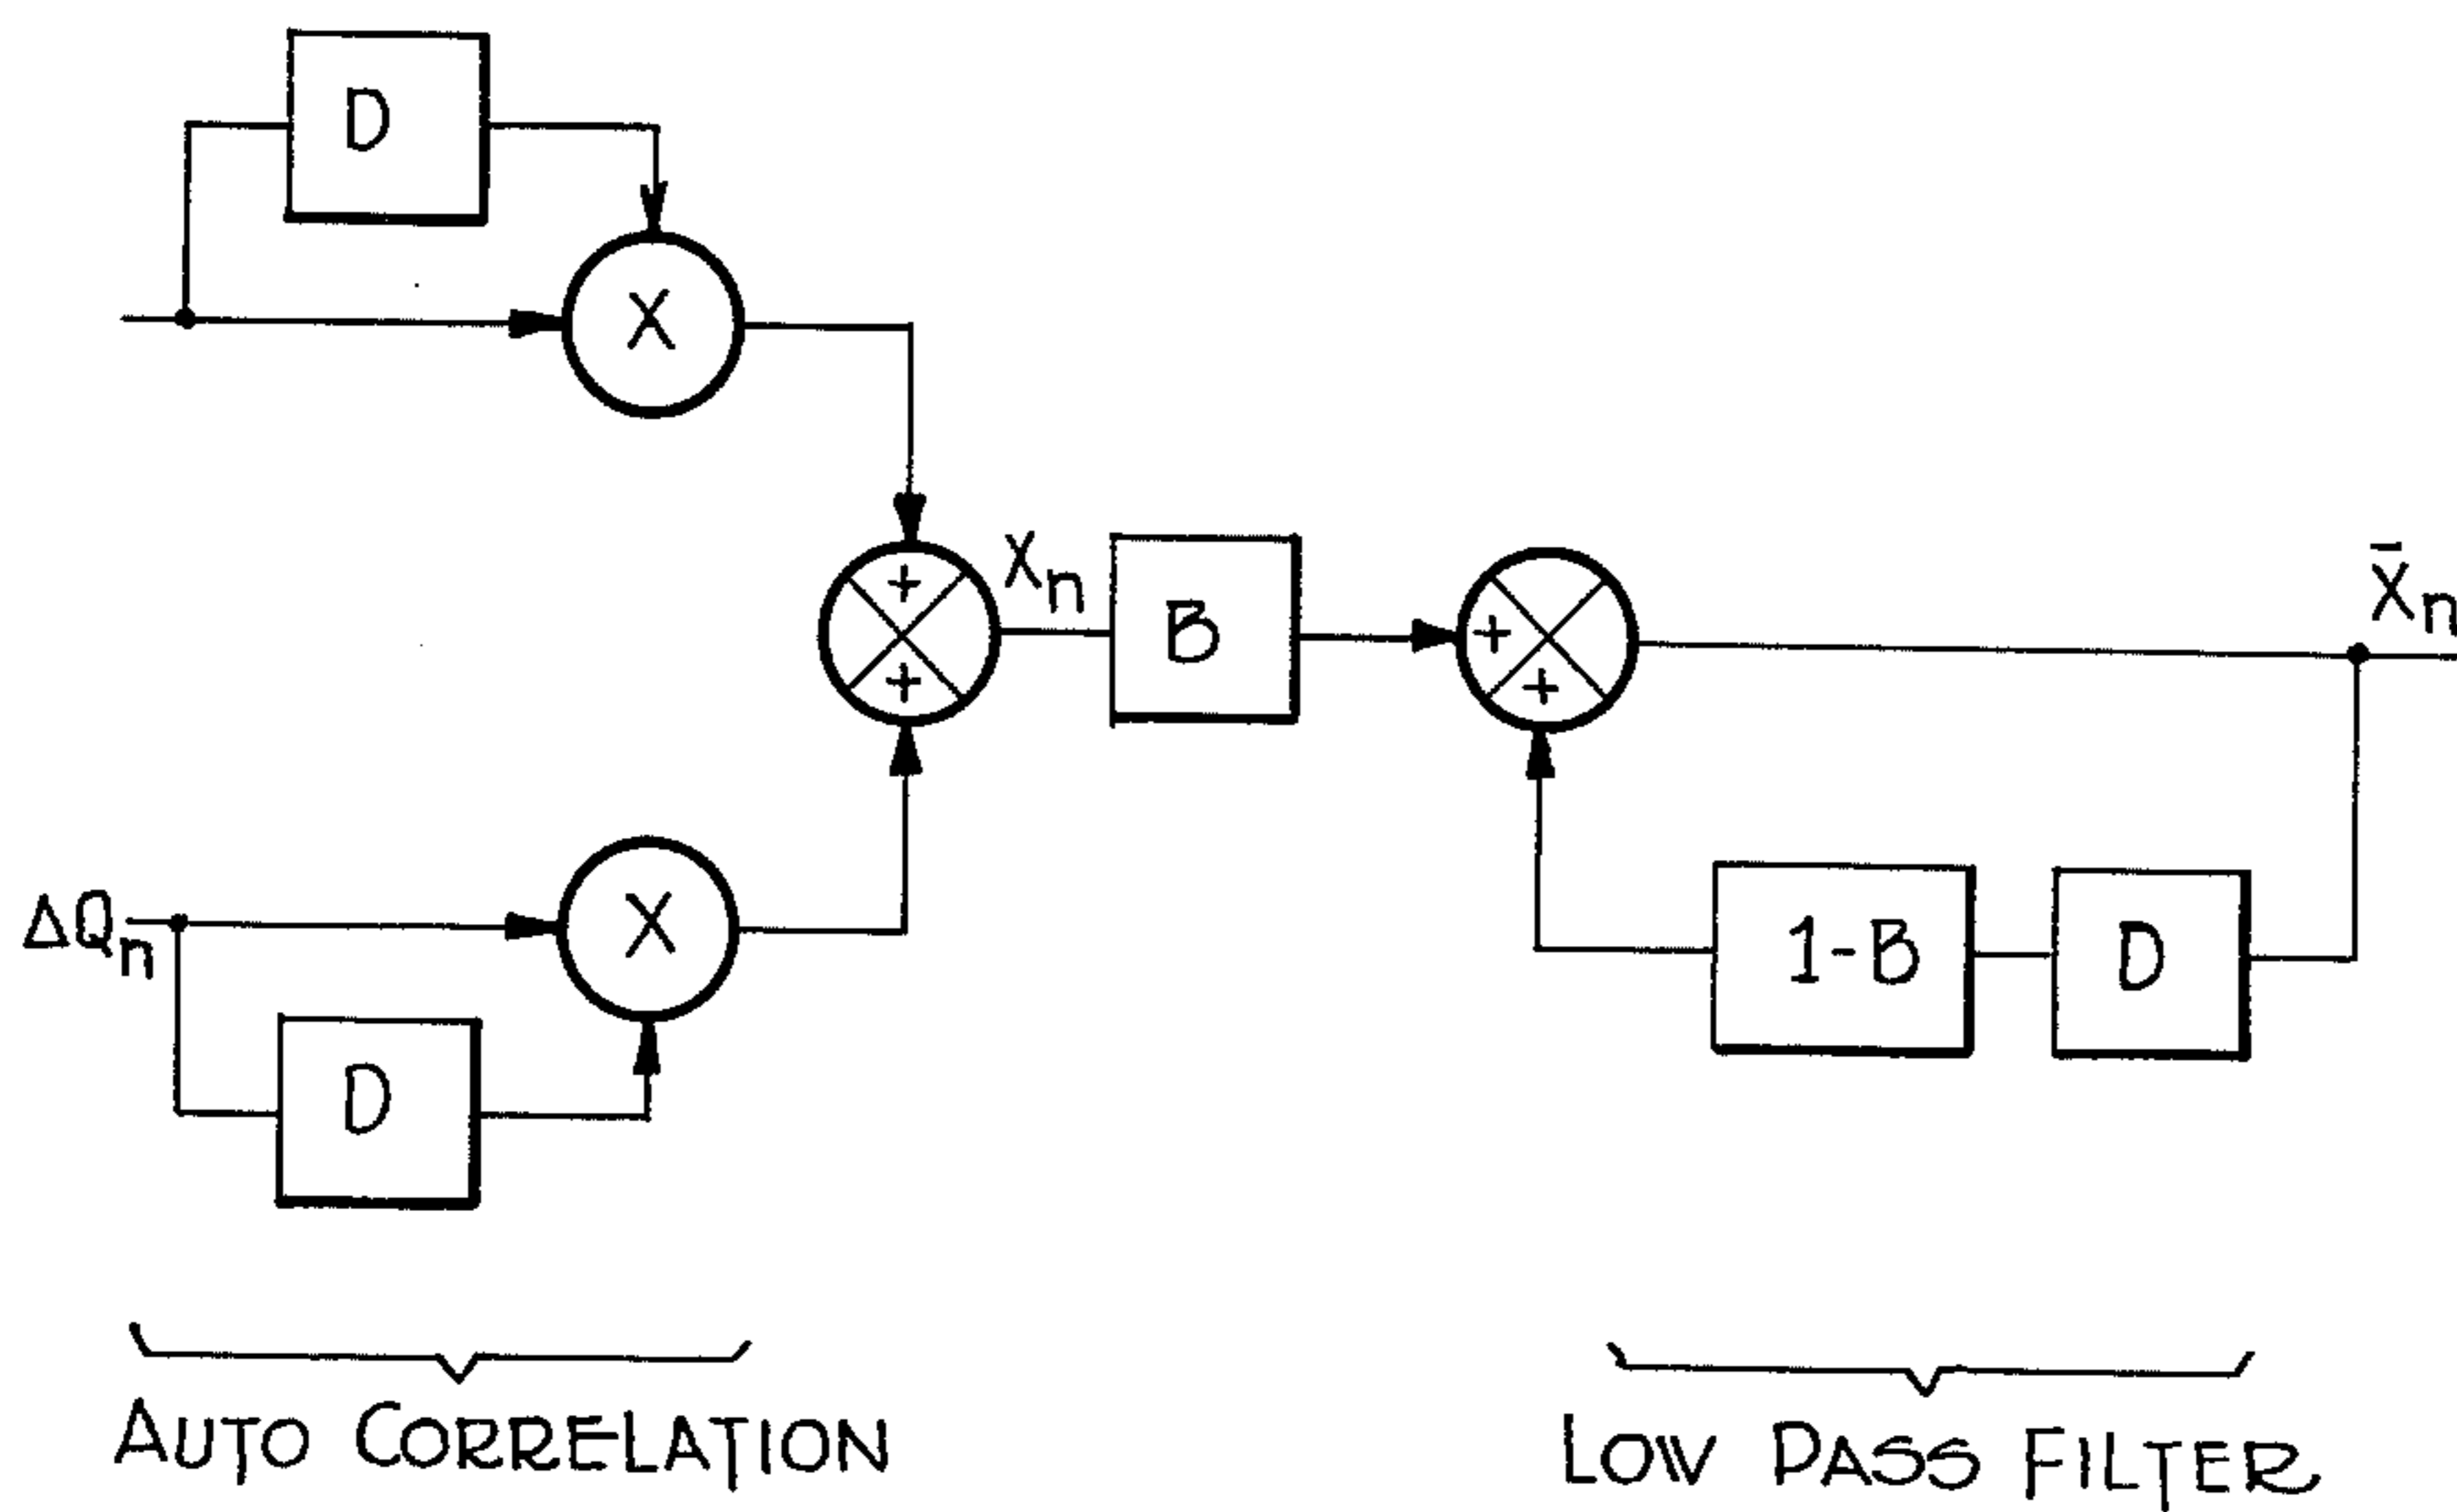 D
X
+
+
Xn
B
+
+
X̄n
ΔQn
X
D
1-B
D
AUTO CORRELATION
LOW PASS FILTER